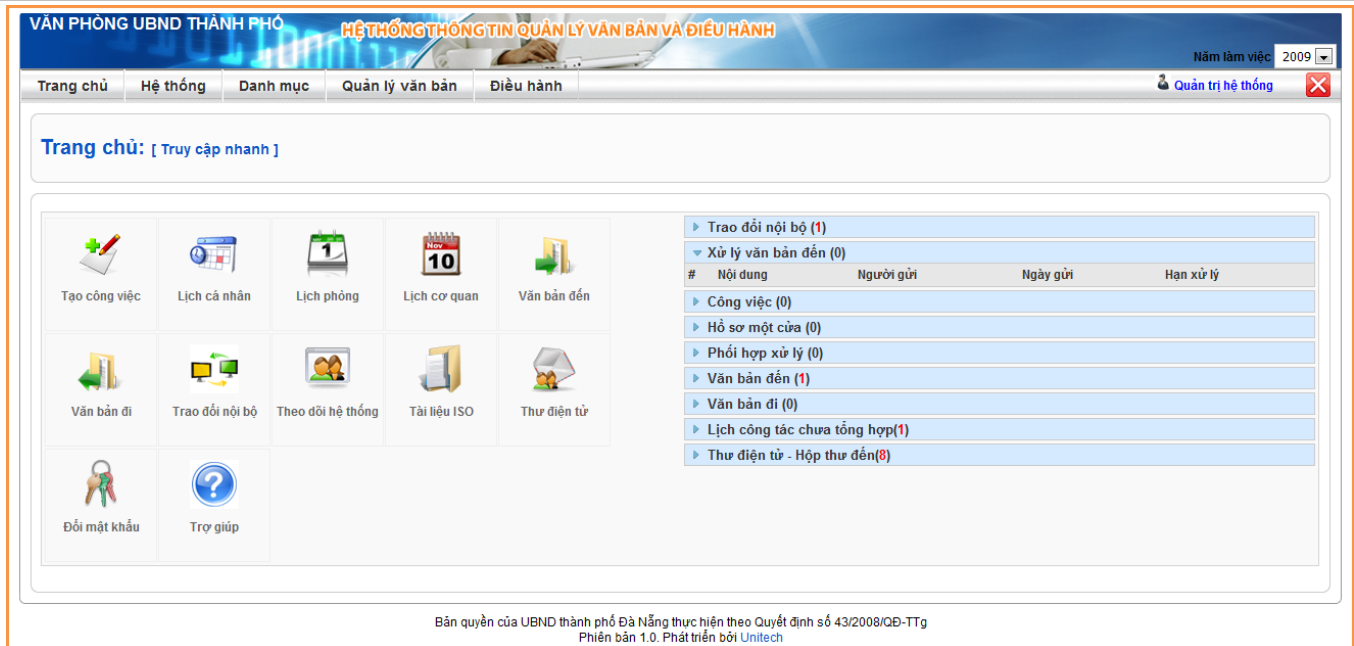 VĂN PHÒNG UBND THÀNH PHỐ
HỆ THỐNG THÔNG TIN QUẢN LÝ VĂN BẢN VÀ ĐIỀU HÀNH
Năm làm việc 2009
Trang chủ Hệ thống Danh mục Quản lý văn bản Điều hành Quản trị hệ thống
Trang chủ: [ Truy cập nhanh ]
1
Nov
10
Tạo công việc Lịch cá nhân Lịch phòng Lịch cơ quan Văn bản đến
Văn bản đi Trao đổi nội bộ Theo dõi hệ thống Tài liệu ISO Thư điện tử
?
Đổi mật khẩu Trợ giúp
Trao đổi nội bộ (1)
Xử lý văn bản đến (0)
# Nội dung Người gửi Ngày gửi Hạn xử lý
Công việc (0)
Hồ sơ một cửa (0)
Phối hợp xử lý (0)
Văn bản đến (1)
Văn bản đi (0)
Lịch công tác chưa tổng hợp(1)
Thư điện tử - Hộp thư đến(8)
Bản quyền của UBND thành phố Đà Nẵng thực hiện theo Quyết định số 43/2008/QĐ-TTg
Phiên bản 1.0. Phát triển bởi Unitech